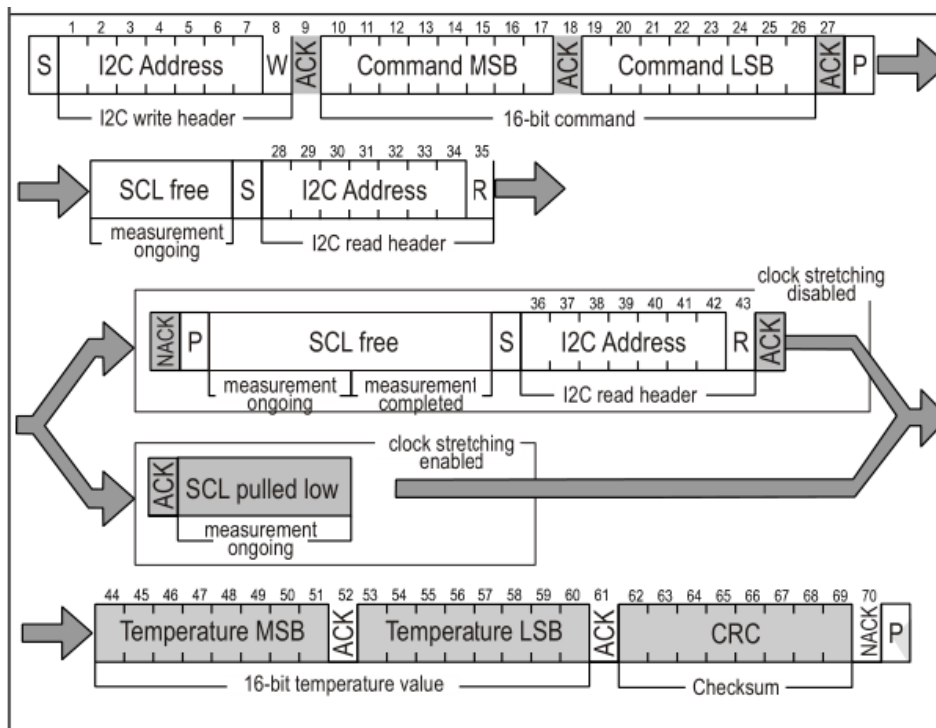 1 2 3 4 5 6 7 8 9 10 11 12 13 14 15 16 17 18 19 20 21 22 23 24 25 26 27
S I2C Address W ACK Command MSB ACK Command LSB ACK P
I2C write header 16-bit command
28 29 30 31 32 33 34 35
SCL free S I2C Address R
measurement
ongoing
I2C read header
clock stretching
disabled
36 37 38 39 40 41 42 43
NACK P SCL free S I2C Address R ACK
measurement
ongoing
measurement
completed
I2C read header
clock stretching
enabled
ACK SCL pulled low
measurement
ongoing
44 45 46 47 48 49 50 51 52 53 54 55 56 57 58 59 60 61 62 63 64 65 66 67 68 69 70
Temperature MSB ACK Temperature LSB ACK CRC NACK P
16-bit temperature value Checksum